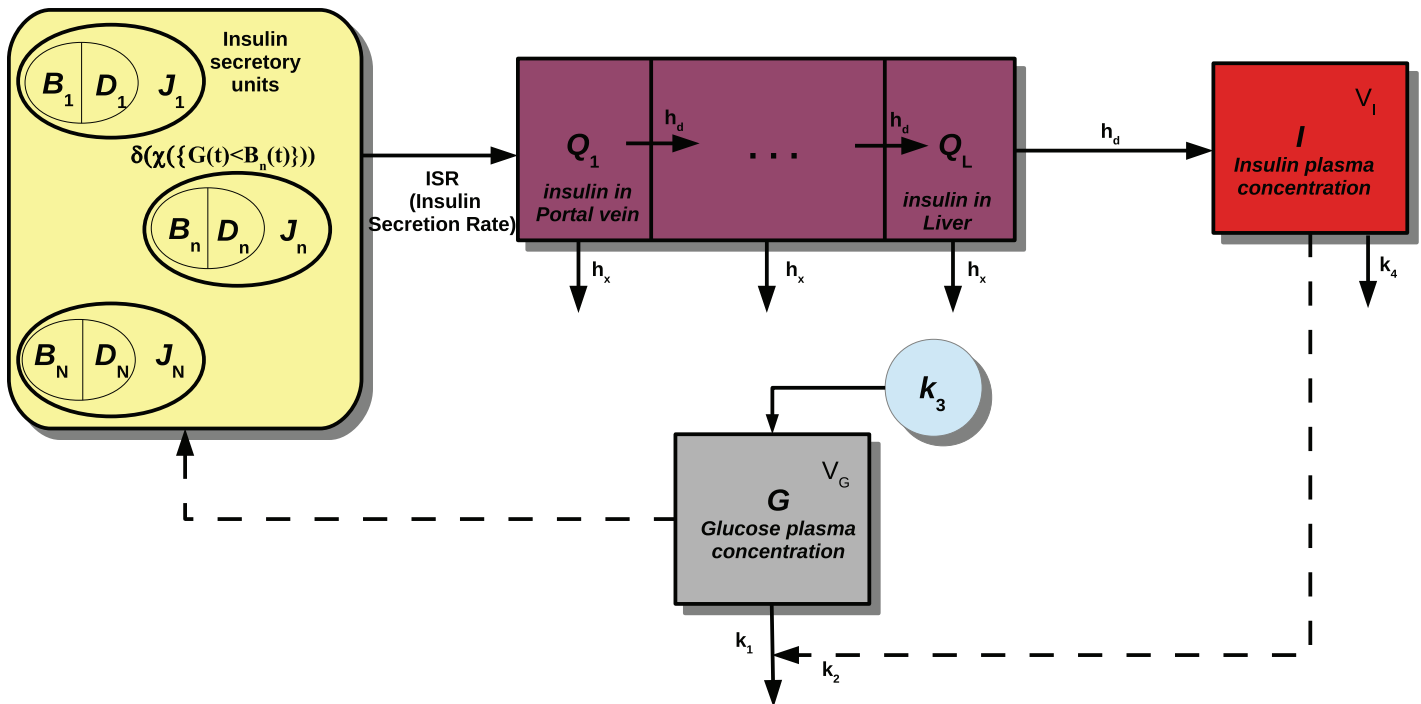 Insulin
secretory
units
B1 D1 J1
δ(χ({G(t)<Bn(t)}))
Bn Dn Jn
BN DN JN
ISR
(Insulin
Secretion Rate)
Q1
insulin in
Portal vein
hd
. . .
hd
QL
insulin in
Liver
hx
hx
hx
hd
VI
I
Insulin plasma
concentration
k4
k3
VG
G
Glucose plasma
concentration
k1
k2